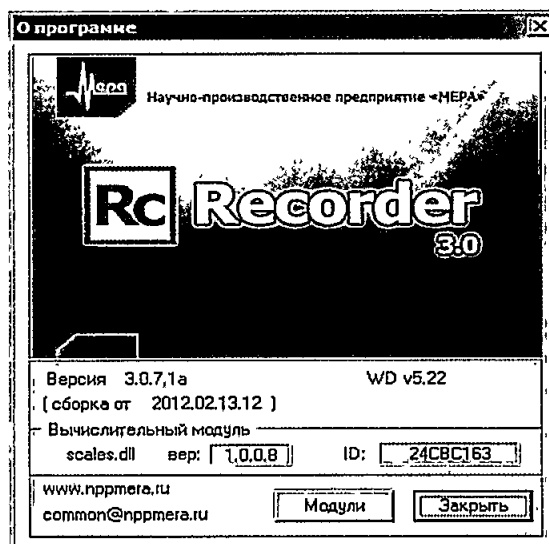 О программе
Мера
Научно-производственное предприятие «МЕРА»
Rc Recorder
3.0
Версия 3.0.7,1a WD v5.22
( сборка от 2012.02.13.12 )
Вычислительный модуль
scales.dll вер: 1,0,0,8 ID: 24CBC163
www.nppmera.ru
common@nppmera.ru
Модули Закрыть